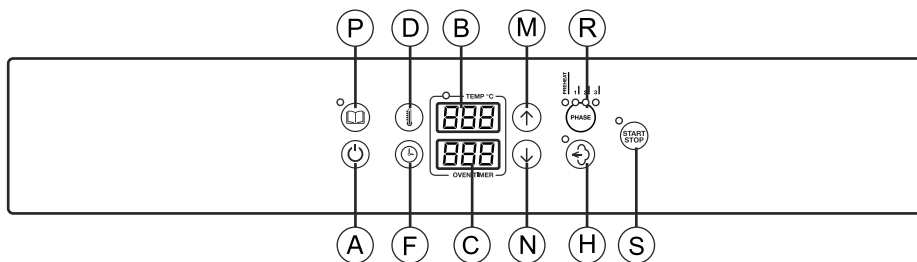 P D B M R
PREHEAT 1 2 3
TEMP °C
888
PHASE
START
STOP
888
OVEN TIMER
A F C N H S